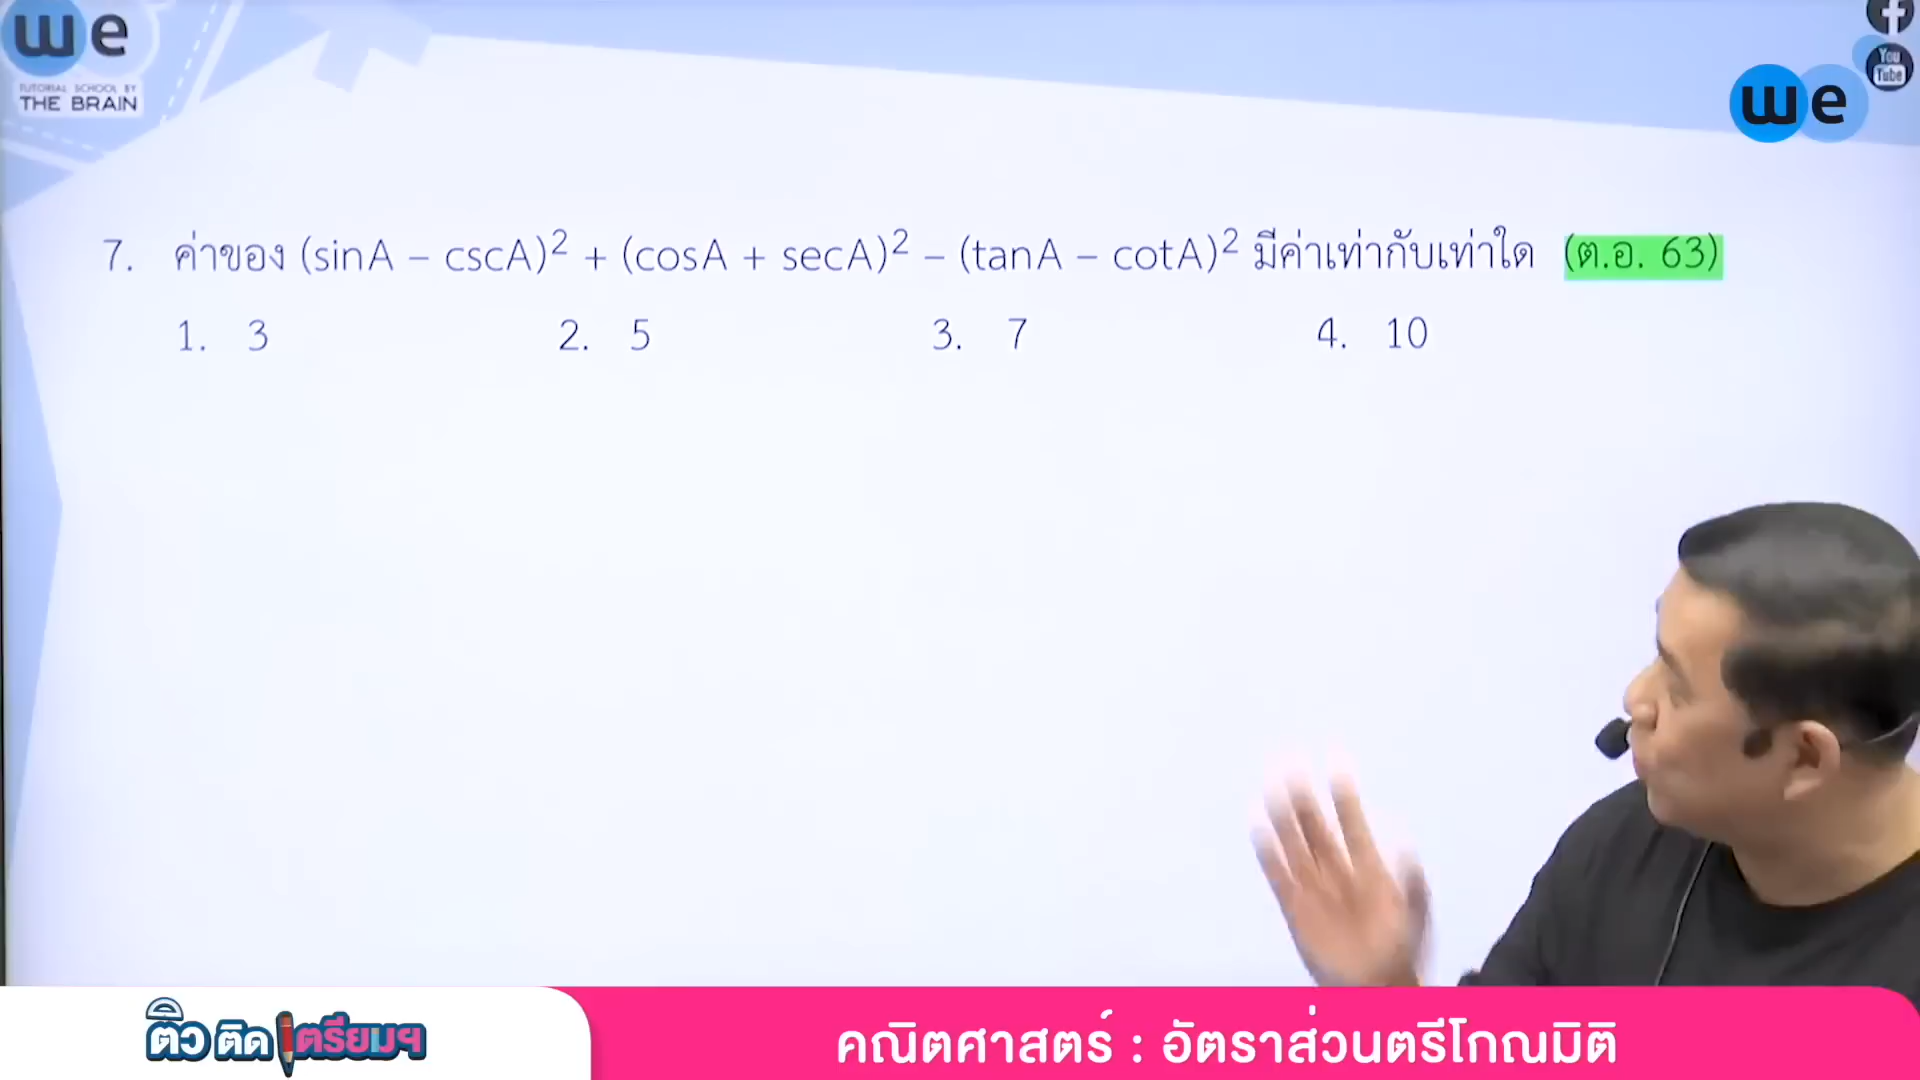 we
TUTORIAL SCHOOL BY
THE BRAIN
You
Tube
we
7. ค่าของ (sinA – cscA)² + (cosA + secA)² – (tanA – cotA)² มีค่าเท่ากับเท่าใด (ต.อ. 63)
1. 3 2. 5 3. 7 4. 10
ติว ติด เตรียมฯ
คณิตศาสตร์ : อัตราส่วนตรีโกณมิติ